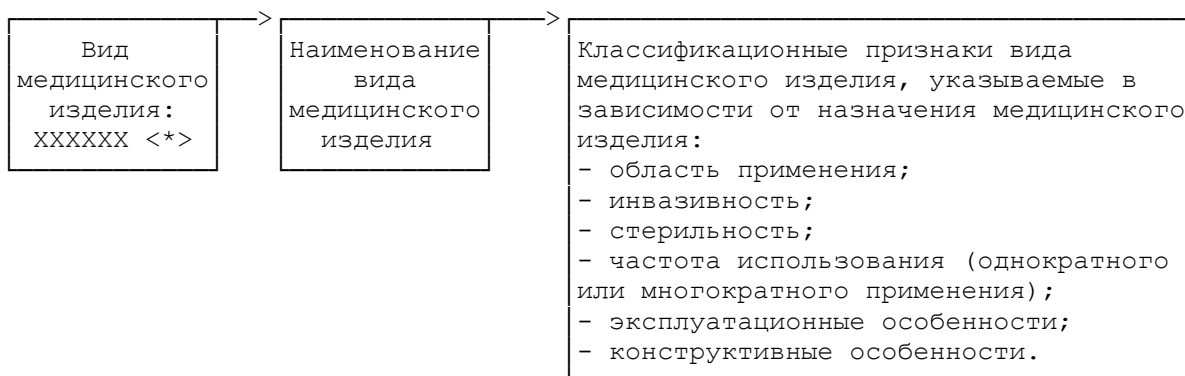 Вид
медицинского
изделия:
XXXXXX <*>
Наименование
вида
медицинского
изделия
Классификационные признаки вида
медицинского изделия, указываемые в
зависимости от назначения медицинского
изделия:
- область применения;
- инвазивность;
- стерильность;
- частота использования (однократного
или многократного применения);
- эксплуатационные особенности;
- конструктивные особенности.